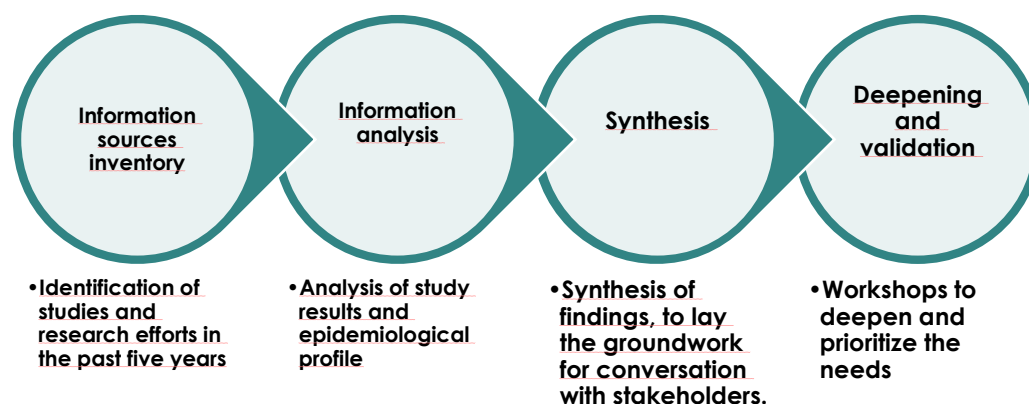 Information
sources
inventory
Information
analysis
Synthesis
Deepening
and
validation
•Identification of
studies and
research efforts in
the past five years
•Analysis of study
results and
epidemiological
profile
•Synthesis of
findings, to lay
the groundwork
for conversation
with stakeholders.
•Workshops to
deepen and
prioritize the
needs